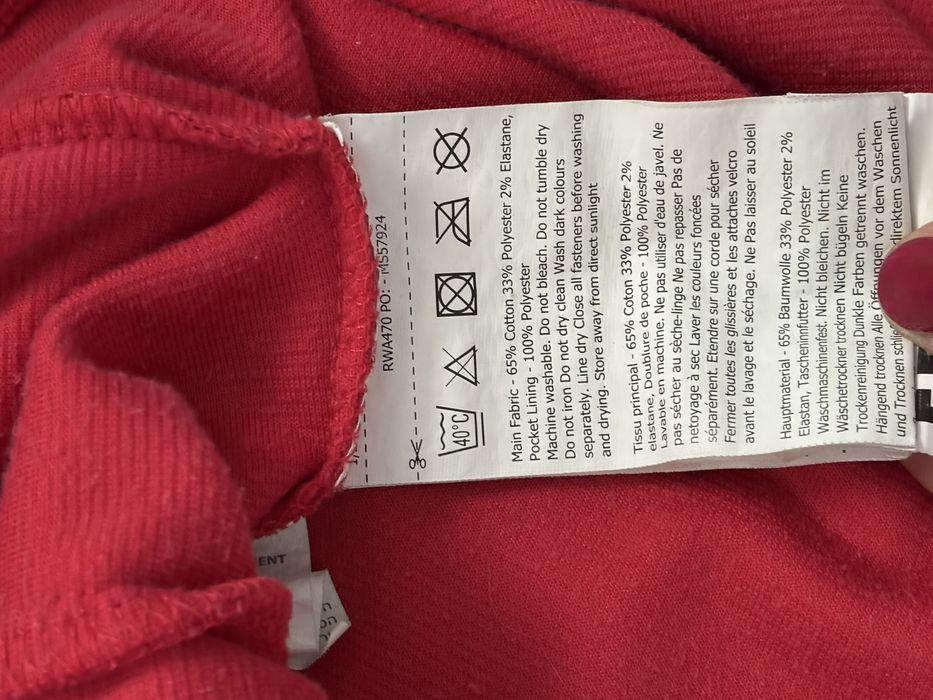 RWA470 PO: - M557924
40°C
Main Fabric - 65% Cotton 33% Polyester 2% Elastane,
Pocket Lining - 100% Polyester
Machine washable. Do not bleach. Do not tumble dry
Do not iron Do not dry clean Wash dark colours
separately. Line dry Close all fasteners before washing
and drying. Store away from direct sunlight
Tissu principal - 65% Coton 33% Polyester 2%
elastane, Doublure de poche - 100% Polyester
Lavable en machine. Ne pas utiliser d'eau de javel. Ne
pas sécher au sèche-linge Ne pas repasser Pas de
netoyage à sec Laver les couleurs foncées
séparément. Etendre sur une corde pour sécher
Fermer toutes les glissières et les attaches velcro
avant le lavage et le séchage. Ne Pas laisser au soleil
Hauptmaterial - 65% Baumwolle 33% Polyester 2%
Elastan, Tascheninnfutter - 100% Polyester
Waschmaschinenfest. Nicht bleichen. Nicht im
Wäschetrockner trocknen Nicht bügeln Keine
Trockenreinigung Dunkle Farben getrennt waschen.
Hängend trocknen Alle Öffnungen vor dem Waschen
und Trocknen direktem Sonnenlicht
ENT